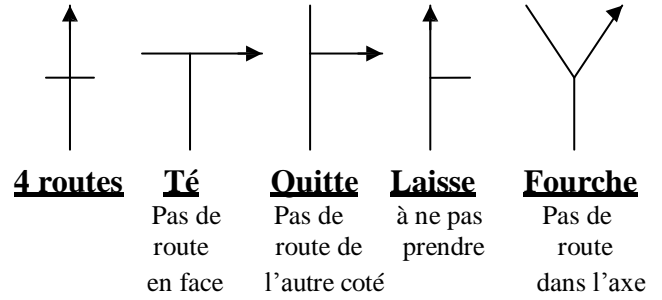 4 routes Té Quitte Laisse Fourche
Pas de Pas de à ne pas Pas de
route route de prendre route
en face l'autre coté dans l'axe